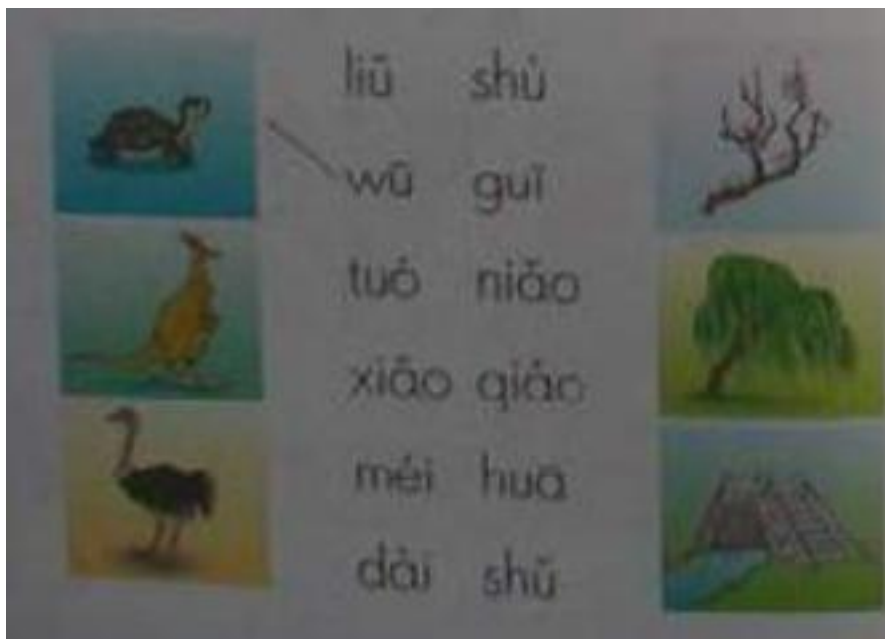 liǔ shù
wū guī
tuó niǎo
xiǎo qiáo
méi huā
dài shǔ